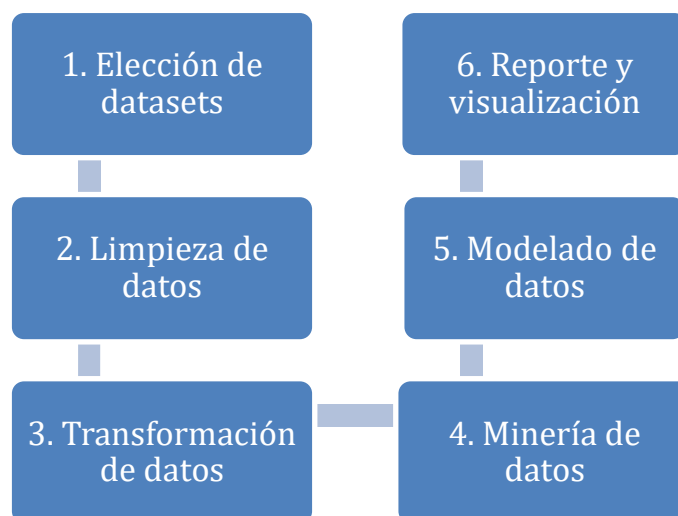 1. Elección de
datasets
2. Limpieza de
datos
3. Transformación
de datos
4. Minería de
datos
5. Modelado de
datos
6. Reporte y
visualización